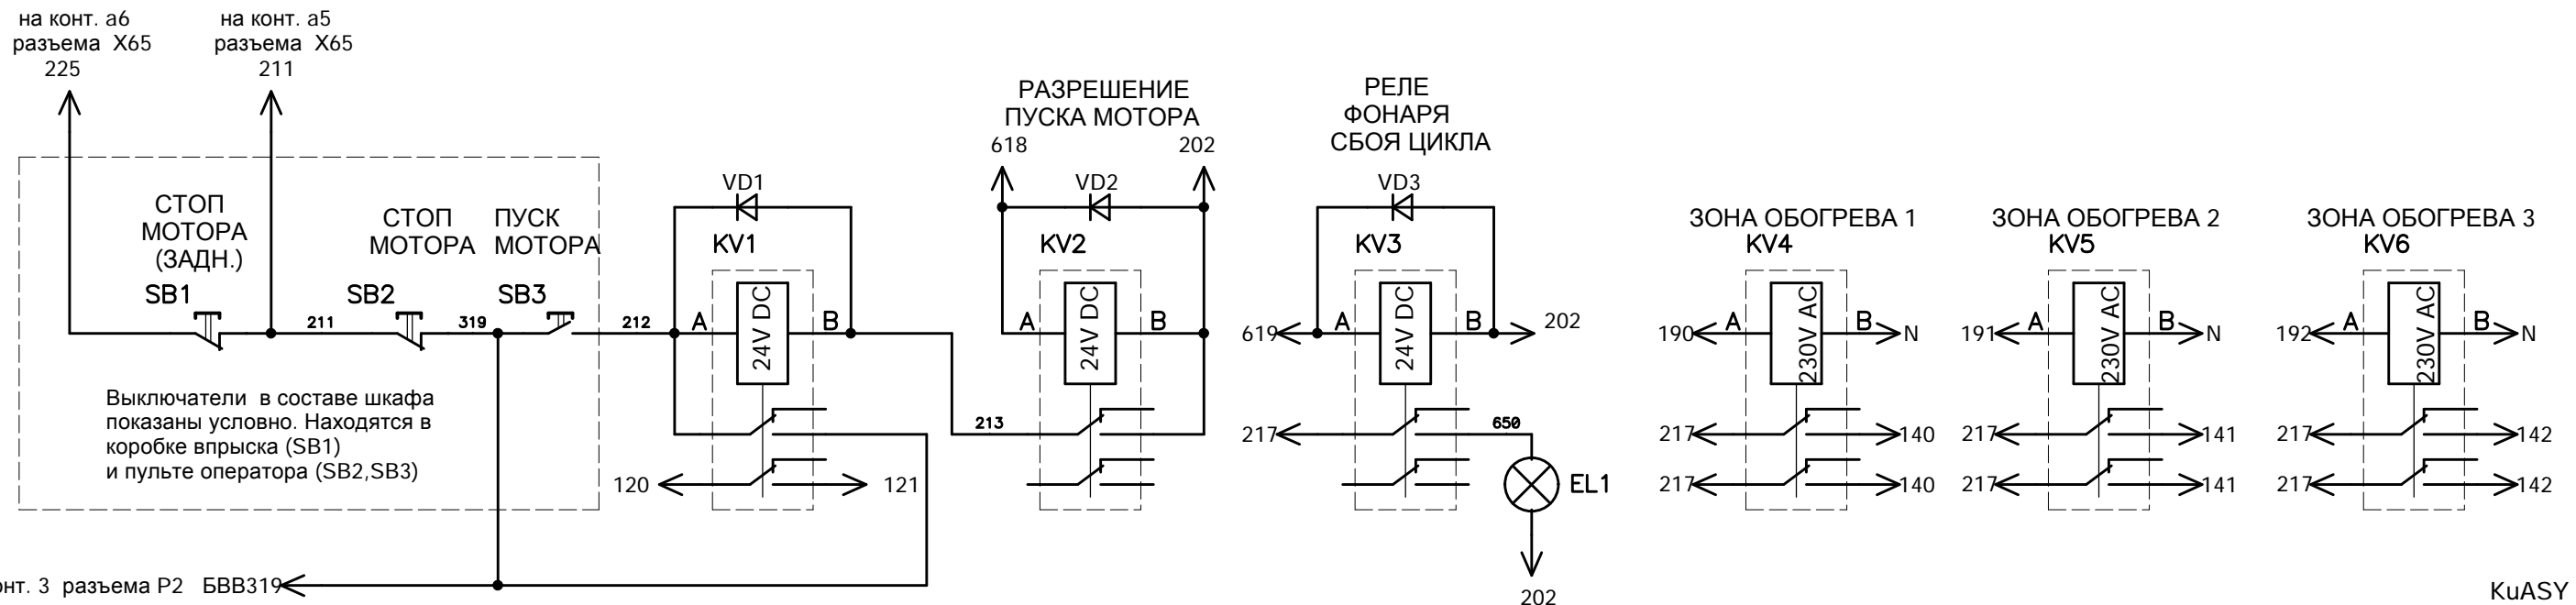 на конт. а6
разъема X65
225
на конт. а5
разъема X65
211
РАЗРЕШЕНИЕ
ПУСКА МОТОРА
618
202
РЕЛЕ
ФОНАРЯ
СБОЯ ЦИКЛА
СТОП
МОТОРА
(ЗАДН.)
SB1
СТОП
МОТОРА
SB2
ПУСК
МОТОРА
SB3
211
319
212
Выключатели в составе шкафа
показаны условно. Находятся в
коробке впрыска (SB1)
и пульте оператора (SB2,SB3)
VD1
KV1
A
24V DC
B
120
121
213
VD2
KV2
A
24V DC
B
VD3
KV3
619
A
24V DC
B
202
217
650
EL1
202
ЗОНА ОБОГРЕВА 1
KV4
190
A
230V AC
B
N
217
140
217
140
ЗОНА ОБОГРЕВА 2
KV5
191
A
230V AC
B
N
217
141
217
141
ЗОНА ОБОГРЕВА 3
KV6
192
A
230V AC
B
N
217
142
217
142
онт. 3 разъема P2 БВВ319
KuASY